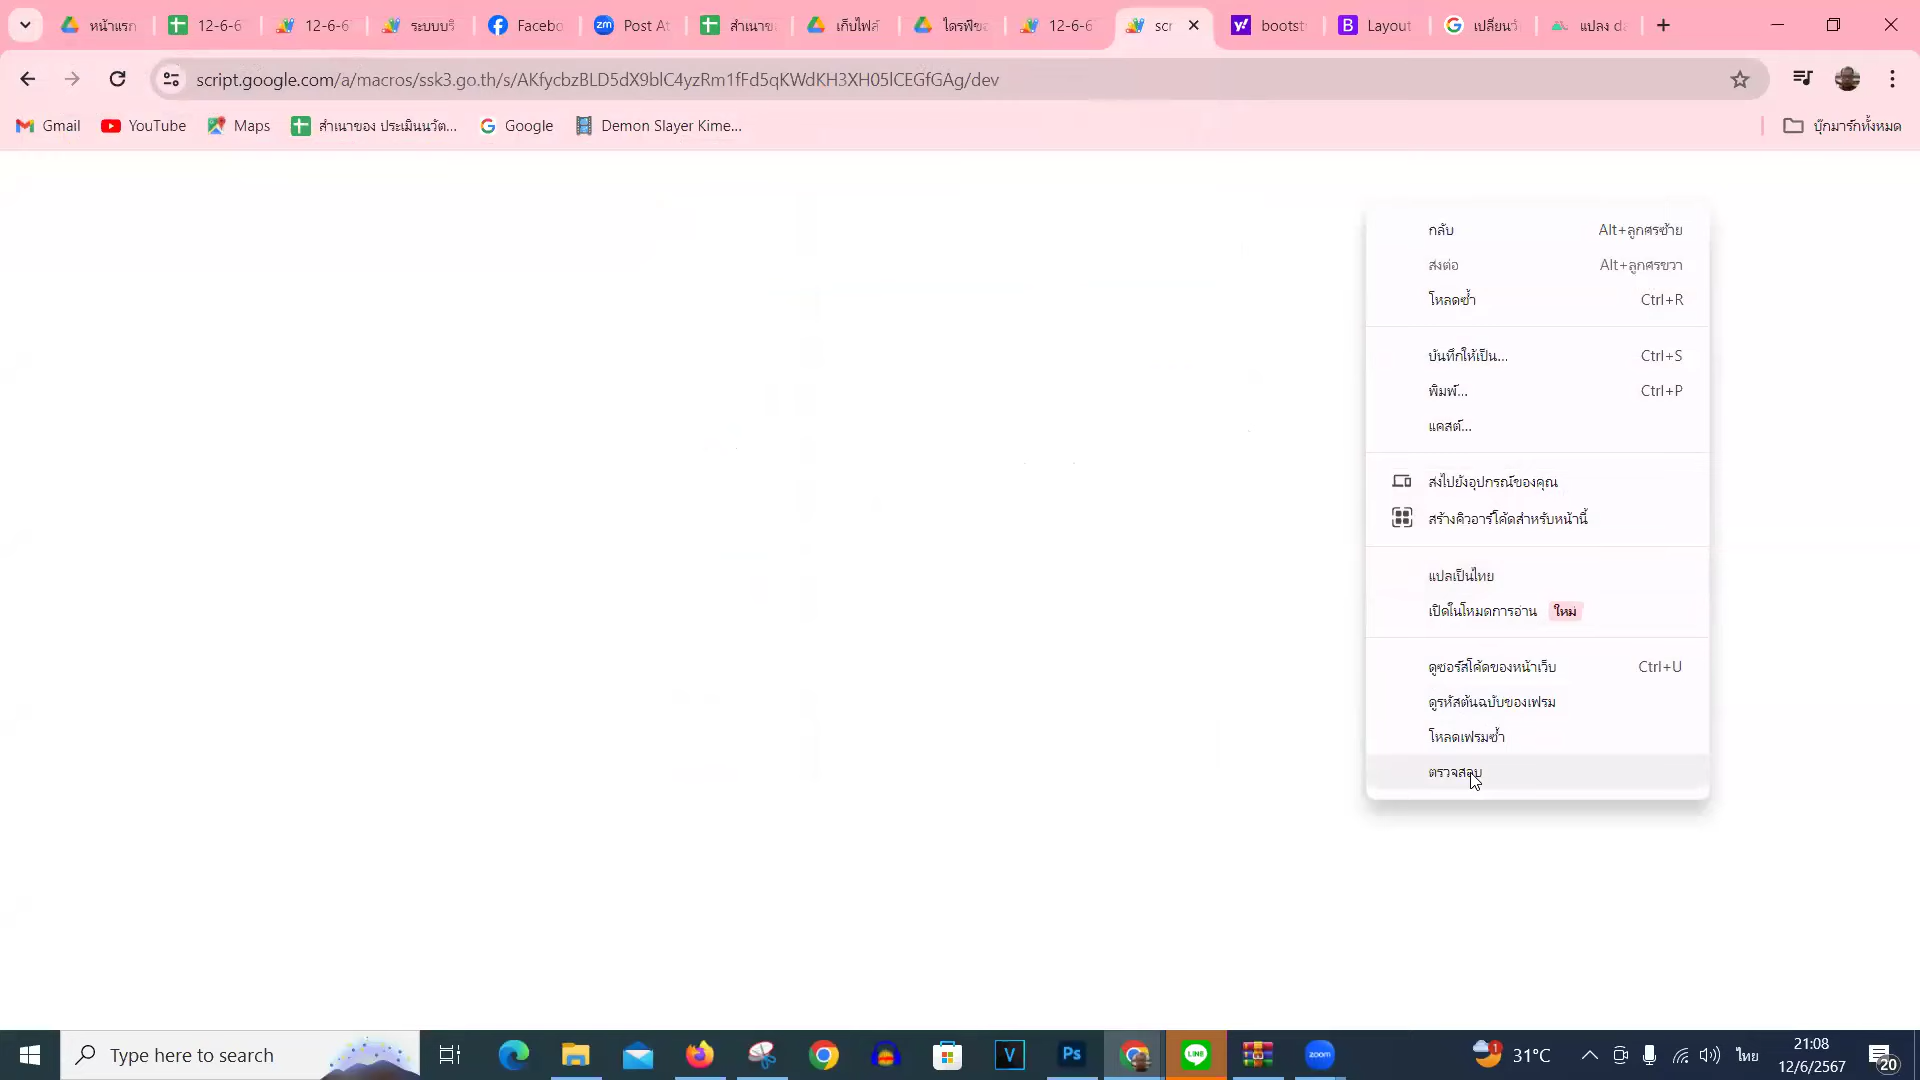 หน้าแรก
12-6-6
12-6-6
ระบบริ
Facebo
Post At
สำเนาขอ
เก็บไฟล์
ไดรฟ์ขอ
12-6-6
scr
bootst
Layout
เปลี่ยนว
แปลง da
script.google.com/a/macros/ssk3.go.th/s/AKfycbzBLD5dX9blC4yzRm1fFd5qKWdKH3XH05lCEGfGAg/dev
Gmail
YouTube
Maps
สำเนาของ ประเมินนวัต...
Google
Demon Slayer Kime...
บุ๊กมาร์กทั้งหมด
กลับ Alt+ลูกศรซ้าย
ส่งต่อ Alt+ลูกศรขวา
โหลดซ้ำ Ctrl+R
บันทึกให้เป็น... Ctrl+S
พิมพ์... Ctrl+P
แคสต์...
ส่งไปยังอุปกรณ์ของคุณ
สร้างคิวอาร์โค้ดสำหรับหน้านี้
แปลเป็นไทย
เปิดในโหมดการอ่าน ใหม่
ดูซอร์สโค้ดของหน้าเว็บ Ctrl+U
ดูรหัสต้นฉบับของเฟรม
โหลดเฟรมซ้ำ
ตรวจสอบ
Type here to search
V
Ps
LINE
zoom
1
31°C
ไทย
21:08
12/6/2567
20